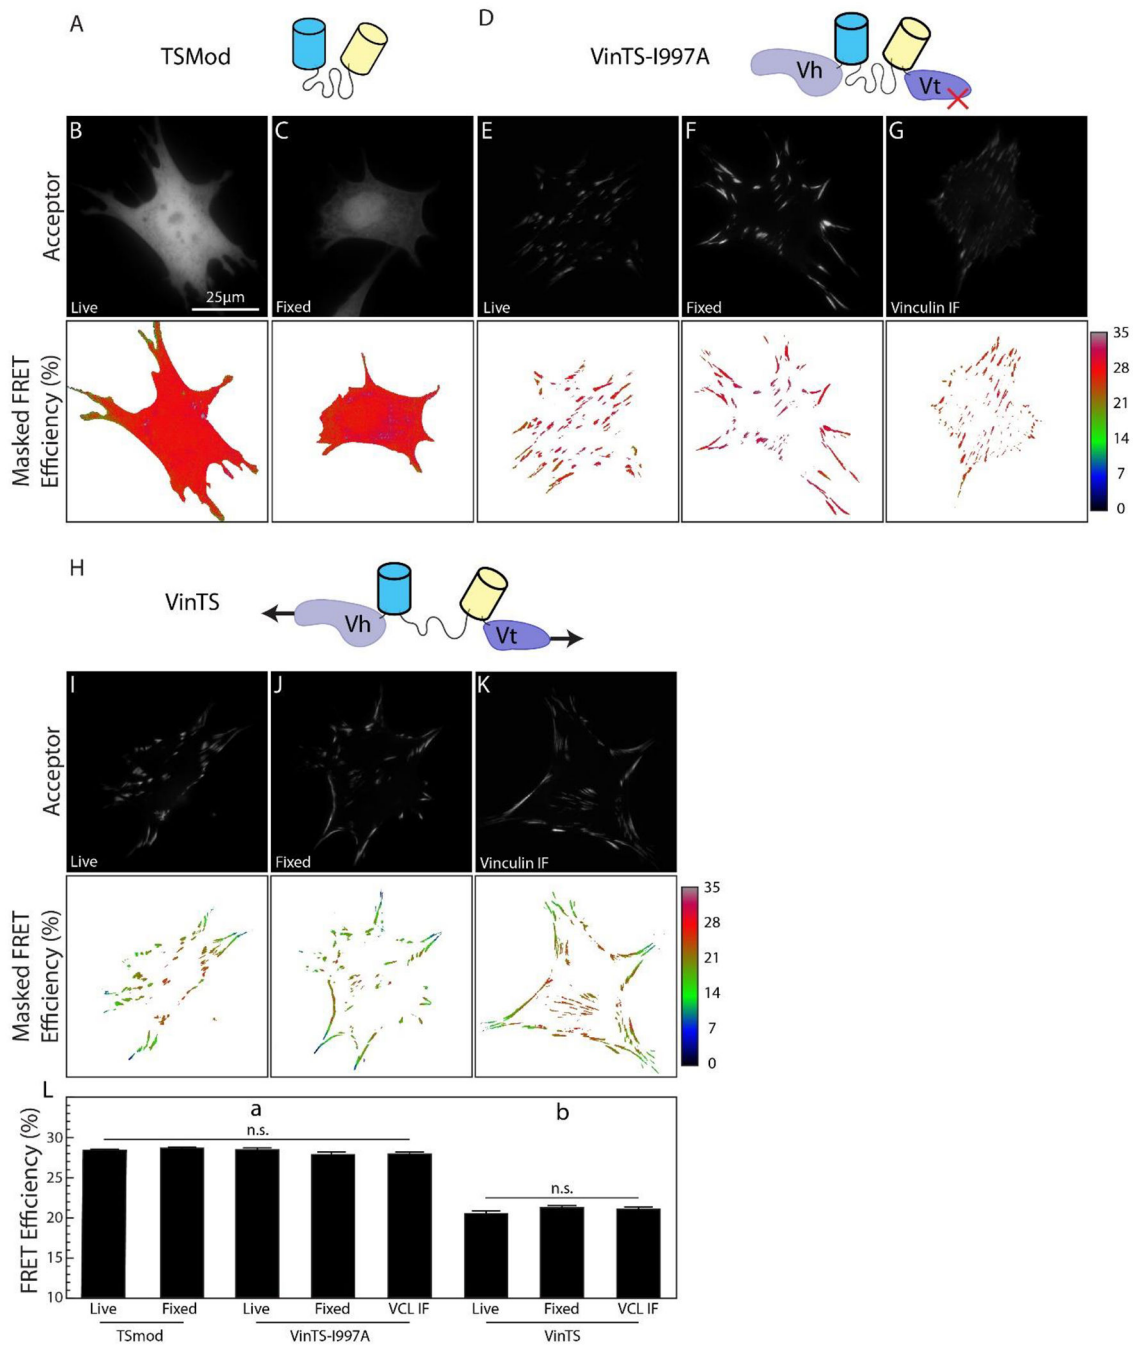 A
TSMod
D
VinTS-I997A
Vh
Vt
Acceptor
B
Live
25µm
C
Fixed
E
Live
F
Fixed
G
Vinculin IF
Masked FRET
Efficiency (%)
35
28
21
14
7
0
H
VinTS
Vh
Vt
Acceptor
I
Live
J
Fixed
K
Vinculin IF
Masked FRET
Efficiency (%)
35
28
21
14
7
0
L
FRET Efficiency (%)
30
25
20
15
10
a
n.s.
b
n.s.
Live
Fixed
Live
Fixed
VCL IF
Live
Fixed
VCL IF
TSmod
VinTS-I997A
VinTS